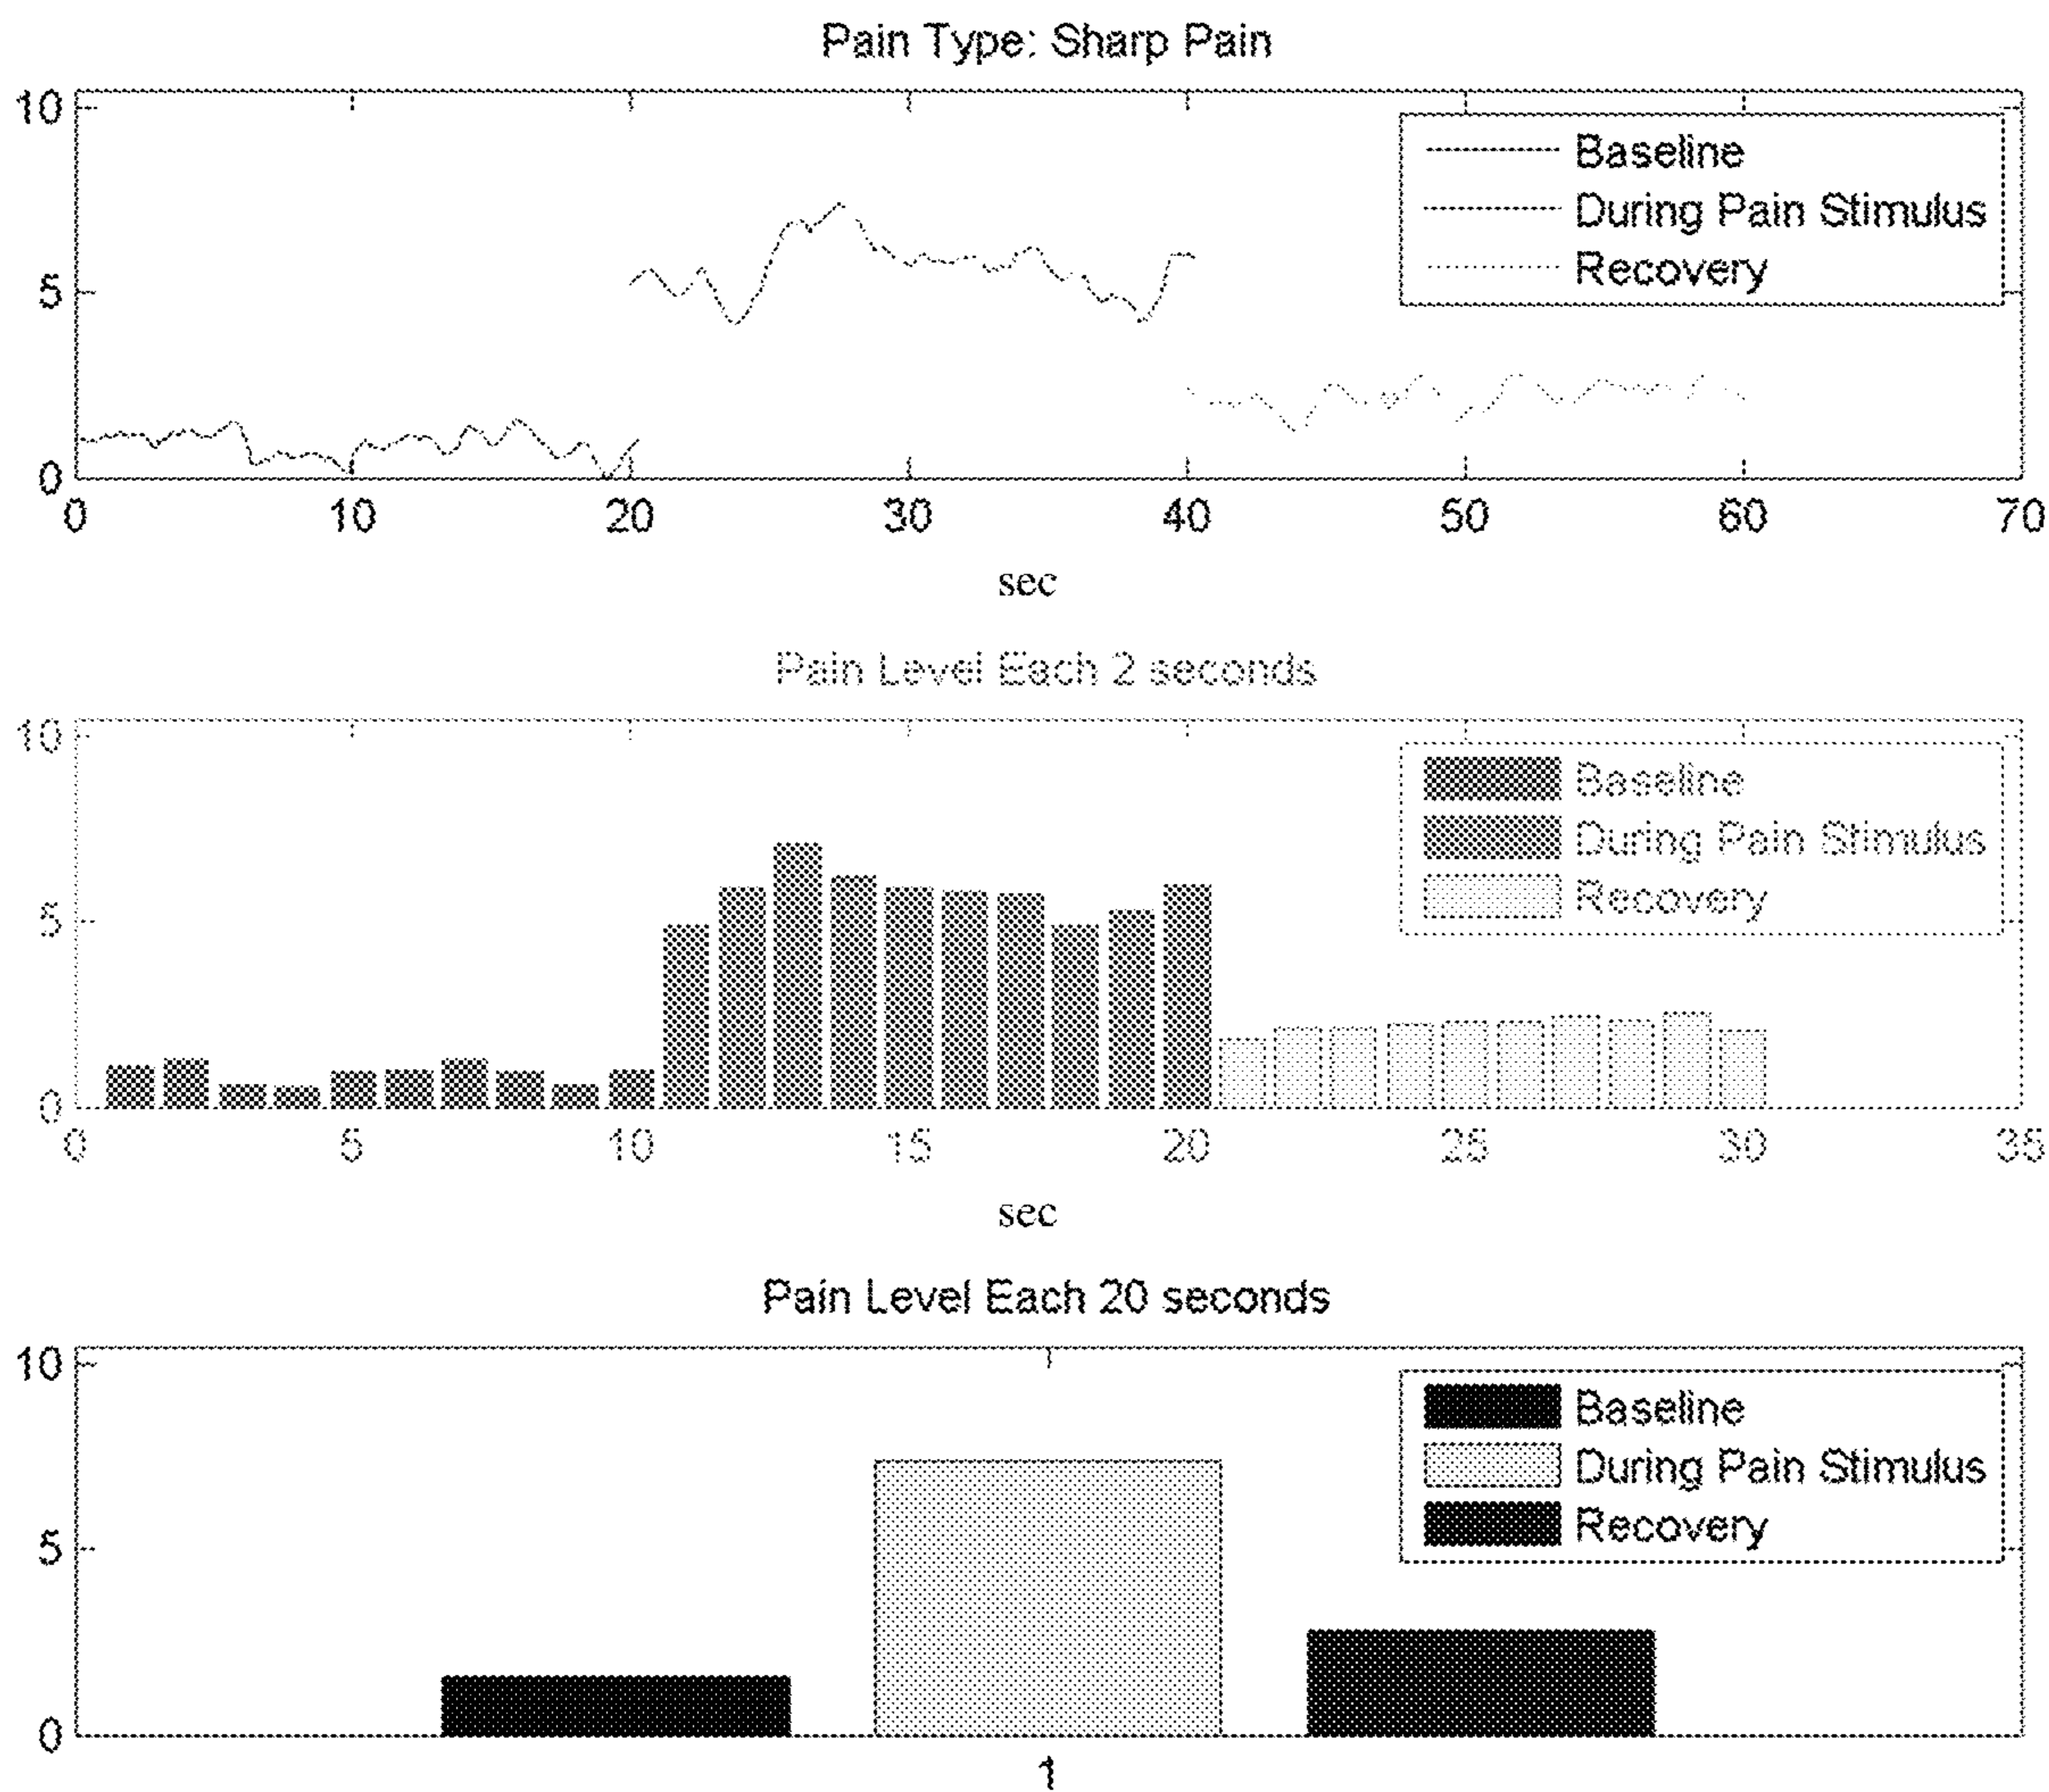 Pain Type: Sharp Pain
10
5
0
Baseline
During Pain Stimulus
Recovery
0 10 20 30 40 50 60 70
sec
Pain Level Each 2 seconds
10
5
0
Baseline
During Pain Stimulus
Recovery
0 5 10 15 20 25 30 35
sec
Pain Level Each 20 seconds
10
5
0
Baseline
During Pain Stimulus
Recovery
1